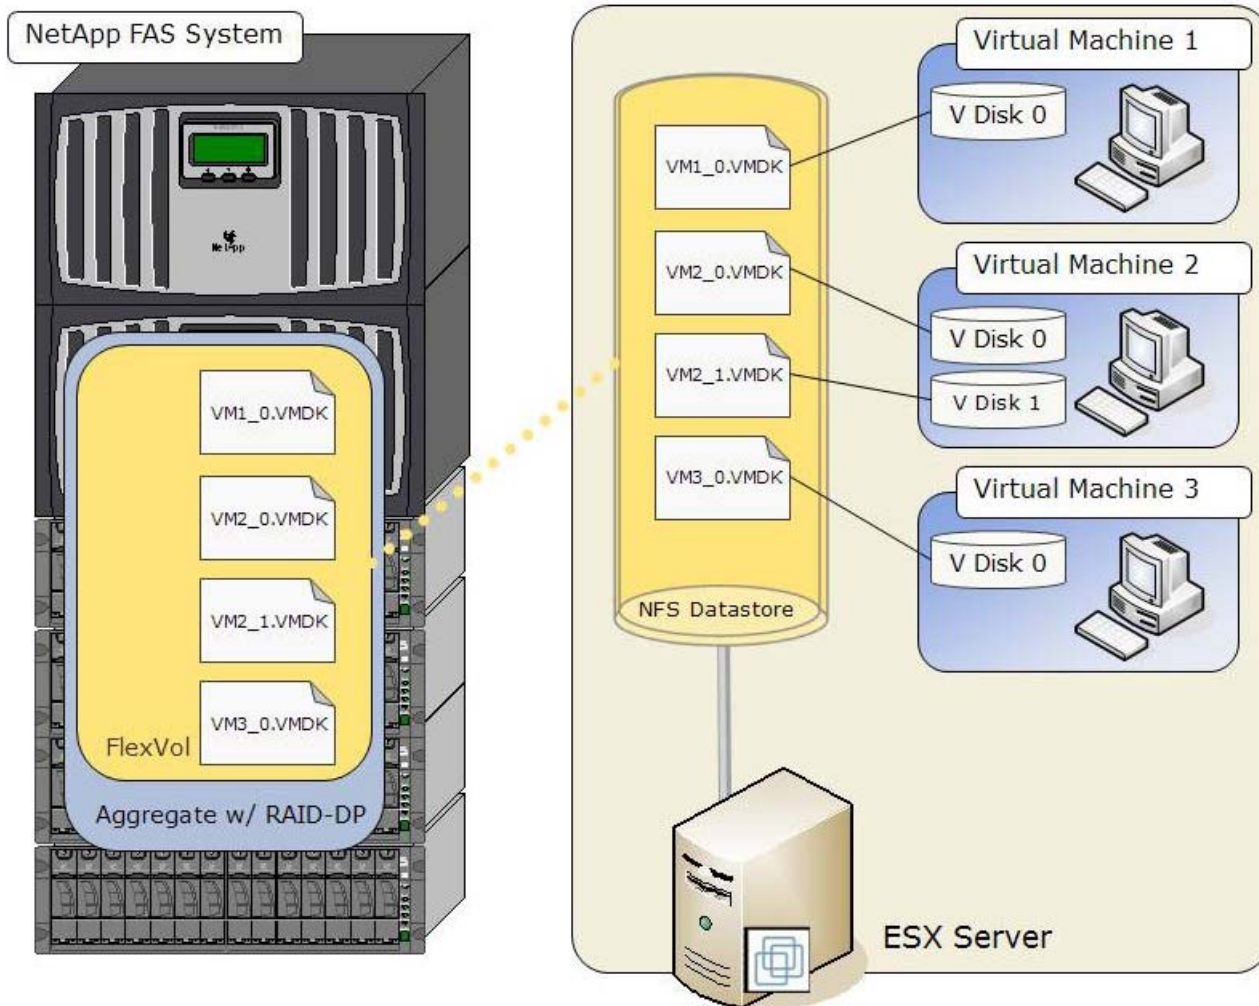 NetApp FAS System
NetApp
VM1_0.VMDK
VM2_0.VMDK
VM2_1.VMDK
VM3_0.VMDK
FlexVol
Aggregate w/ RAID-DP
VM1_0.VMDK
VM2_0.VMDK
VM2_1.VMDK
VM3_0.VMDK
NFS Datastore
Virtual Machine 1
V Disk 0
Virtual Machine 2
V Disk 0
V Disk 1
Virtual Machine 3
V Disk 0
ESX Server